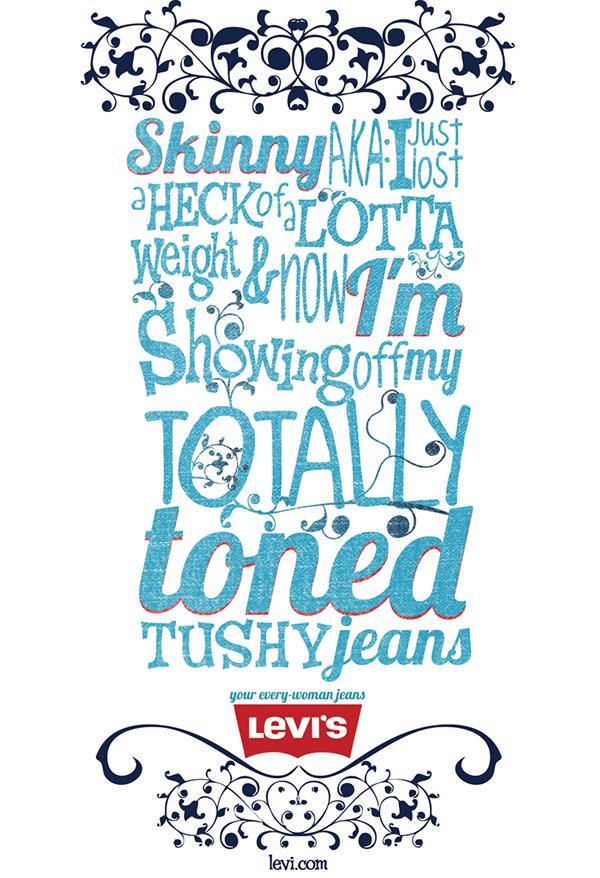 Skinny AKA: I just lost
a HECK of a LOTTA
weight & now I'm
Showing off my
TOTALLY
toned
TUSHY jeans
your every-woman jeans
LEVI'S
levi.com